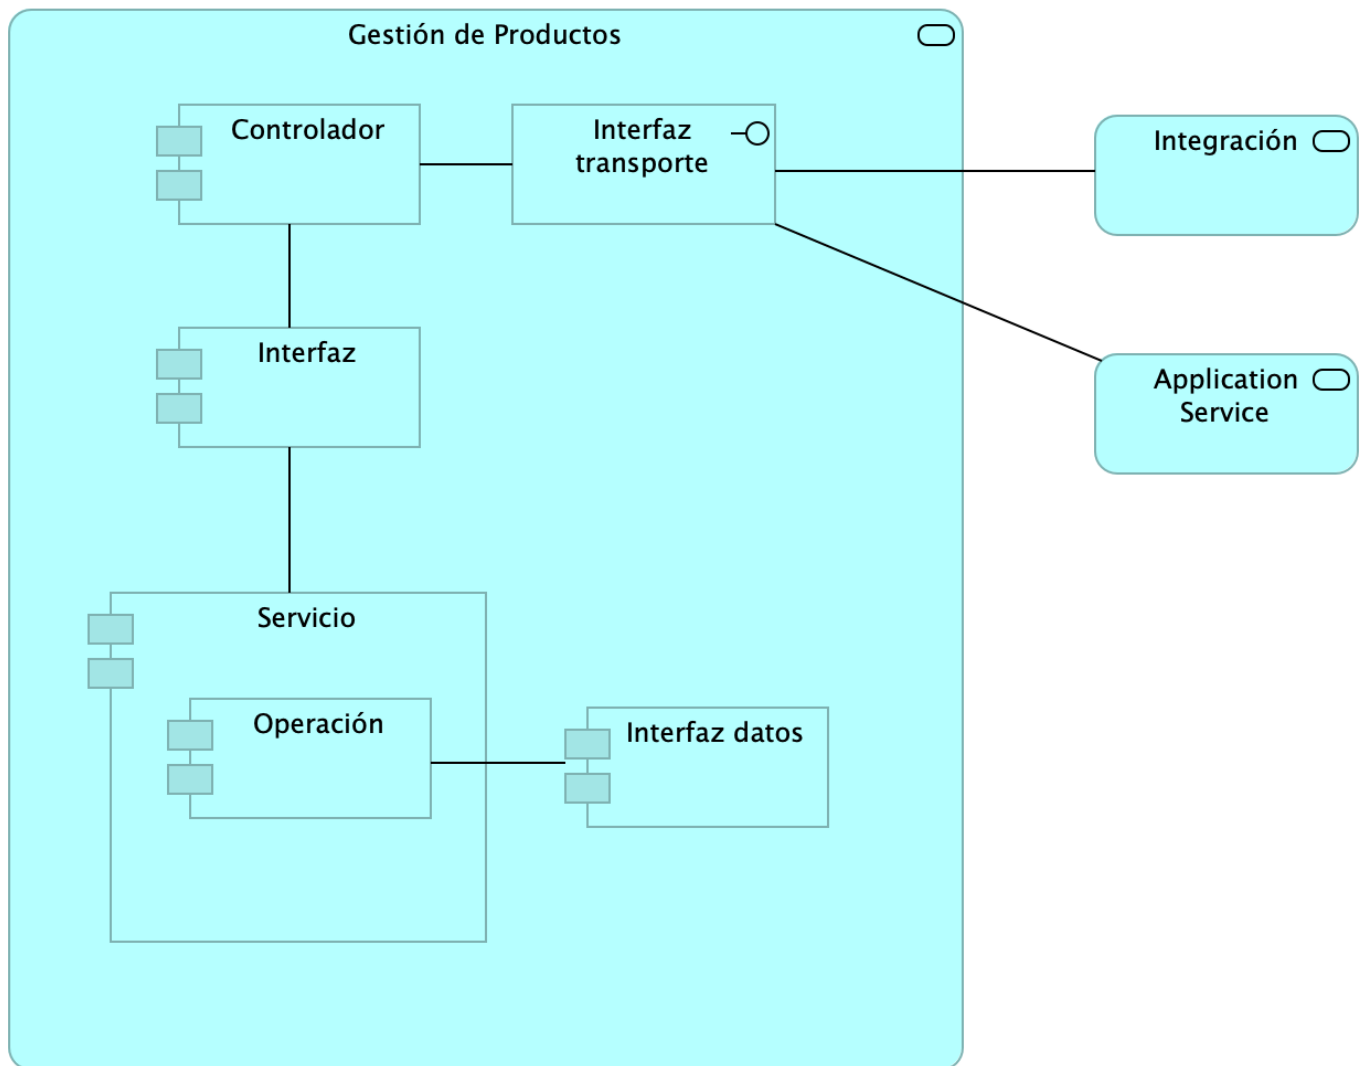 Gestión de Productos
Controlador
Interfaz
transporte
Integración
Interfaz
Application
Service
Servicio
Operación
Interfaz datos